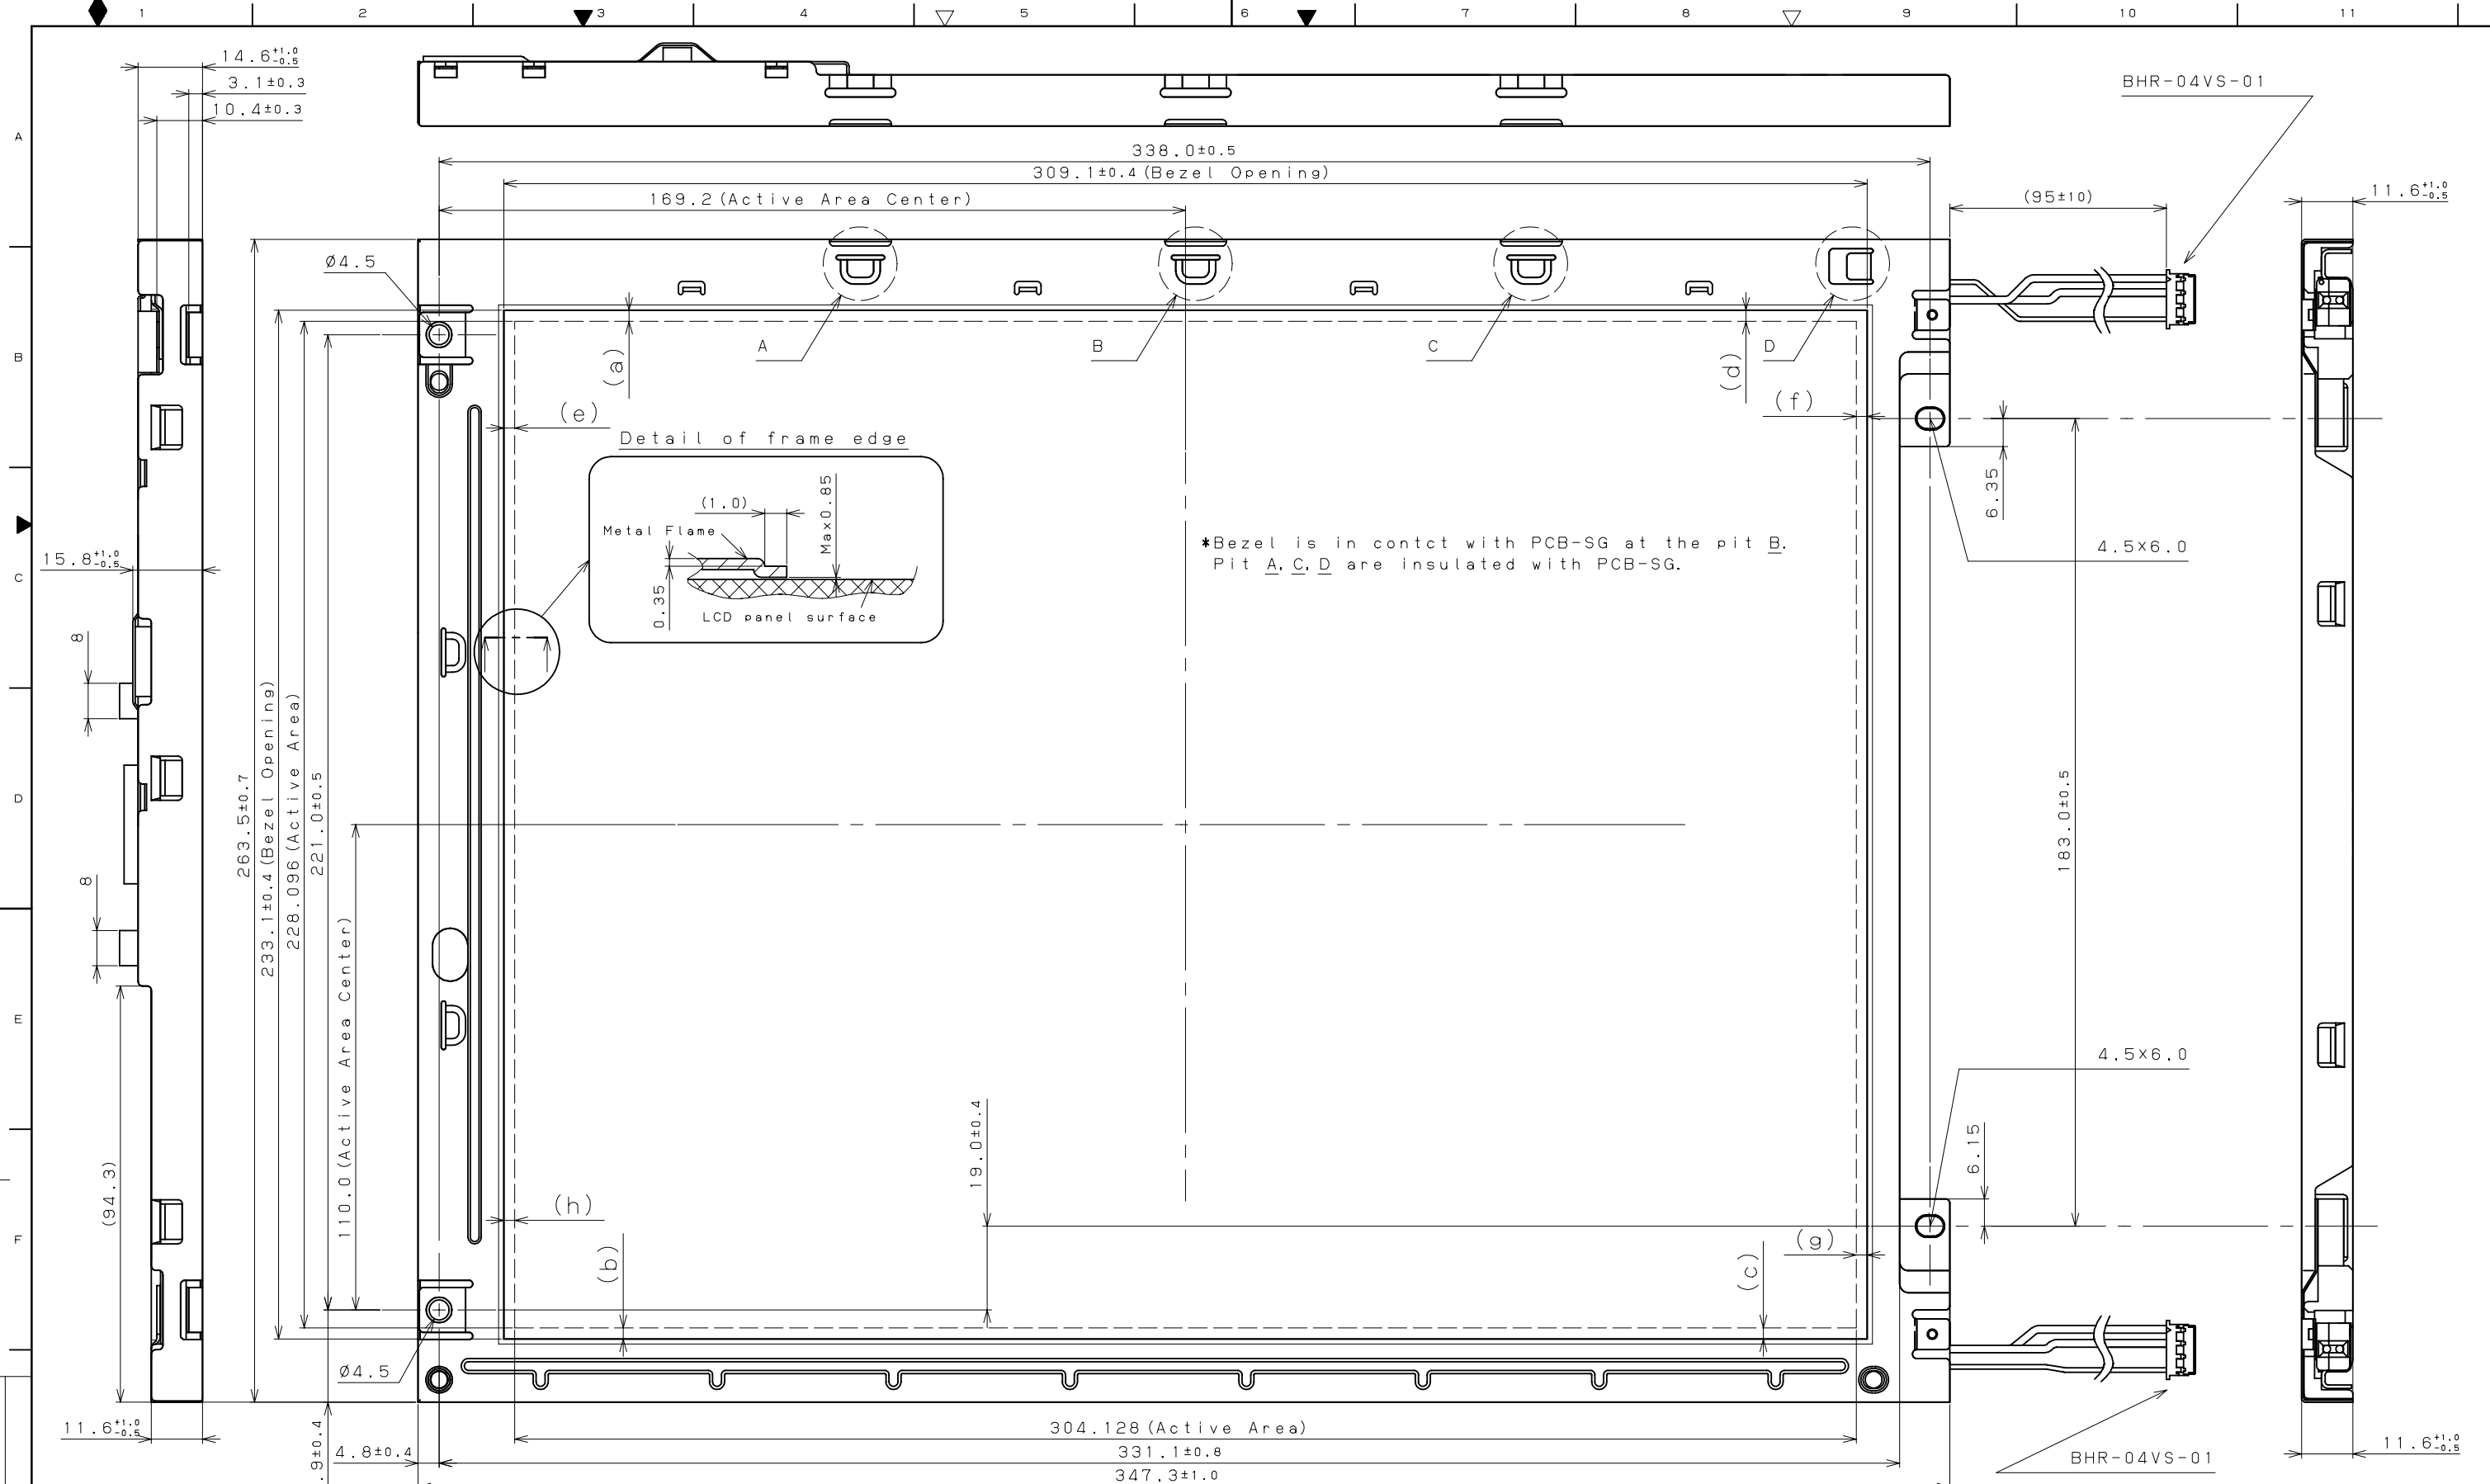 1 2 3 4 5 6 7 8 9 10 11
14.6+1.0-0.5
3.1±0.3
10.4±0.3
BHR-04VS-01
A
338.0±0.5
309.1±0.4(Bezel Opening)
169.2(Active Area Center)
(95±10)
11.6+1.0-0.5
Ø4.5
B
A
B
C
D
(a)
(d)
(e)
(f)
Detail of frame edge
(1.0)
Max0.85
Metal Flame
0.35
LCD panel surface
6.35
4.5×6.0
*Bezel is in contct with PCB-SG at the pit B.
Pit A, C, D are insulated with PCB-SG.
C
15.8+1.0-0.5
8
D
263.5±0.7
233.1±0.4(Bezel Opening)
228.096(Active Area)
221.0±0.5
110.0(Active Area Center)
183.0±0.5
8
E
4.5×6.0
19.0±0.4
6.15
(94.3)
F
(h)
(b)
(g)
(c)
Ø4.5
11.6+1.0-0.5
.9±0.4
4.8±0.4
304.128(Active Area)
331.1±0.8
347.3±1.0
BHR-04VS-01
11.6+1.0-0.5